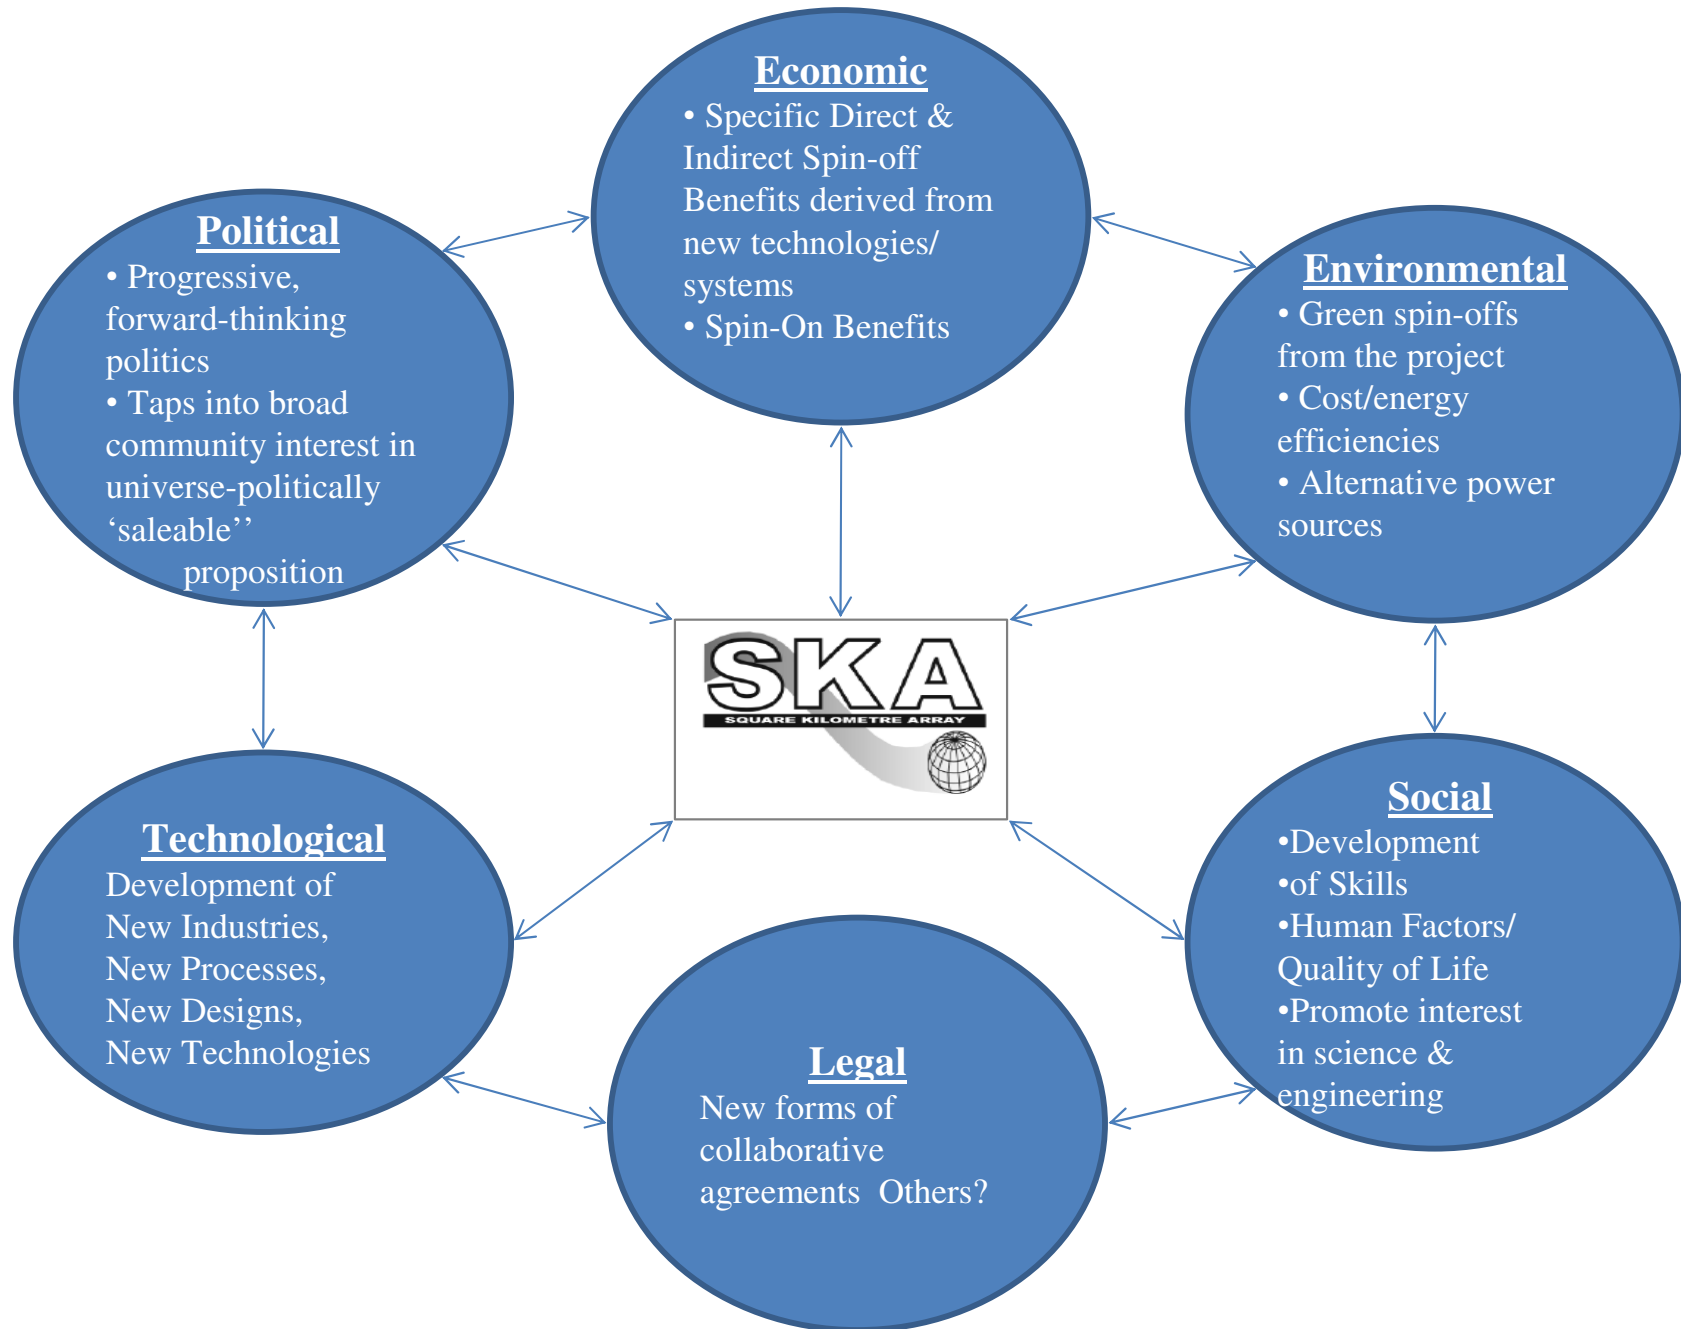 Economic
• Specific Direct &
Indirect Spin-off
Benefits derived from
new technologies/
systems
• Spin-On Benefits
Political
• Progressive,
forward-thinking
politics
• Taps into broad
community interest in
universe-politically
‘saleable’’
proposition
Environmental
• Green spin-offs
from the project
• Cost/energy
efficiencies
• Alternative power
sources
SKA
SQUARE KILOMETRE ARRAY
Technological
Development of
New Industries,
New Processes,
New Designs,
New Technologies
Social
•Development
•of Skills
•Human Factors/
Quality of Life
•Promote interest
in science &
engineering
Legal
New forms of
collaborative
agreements  Others?